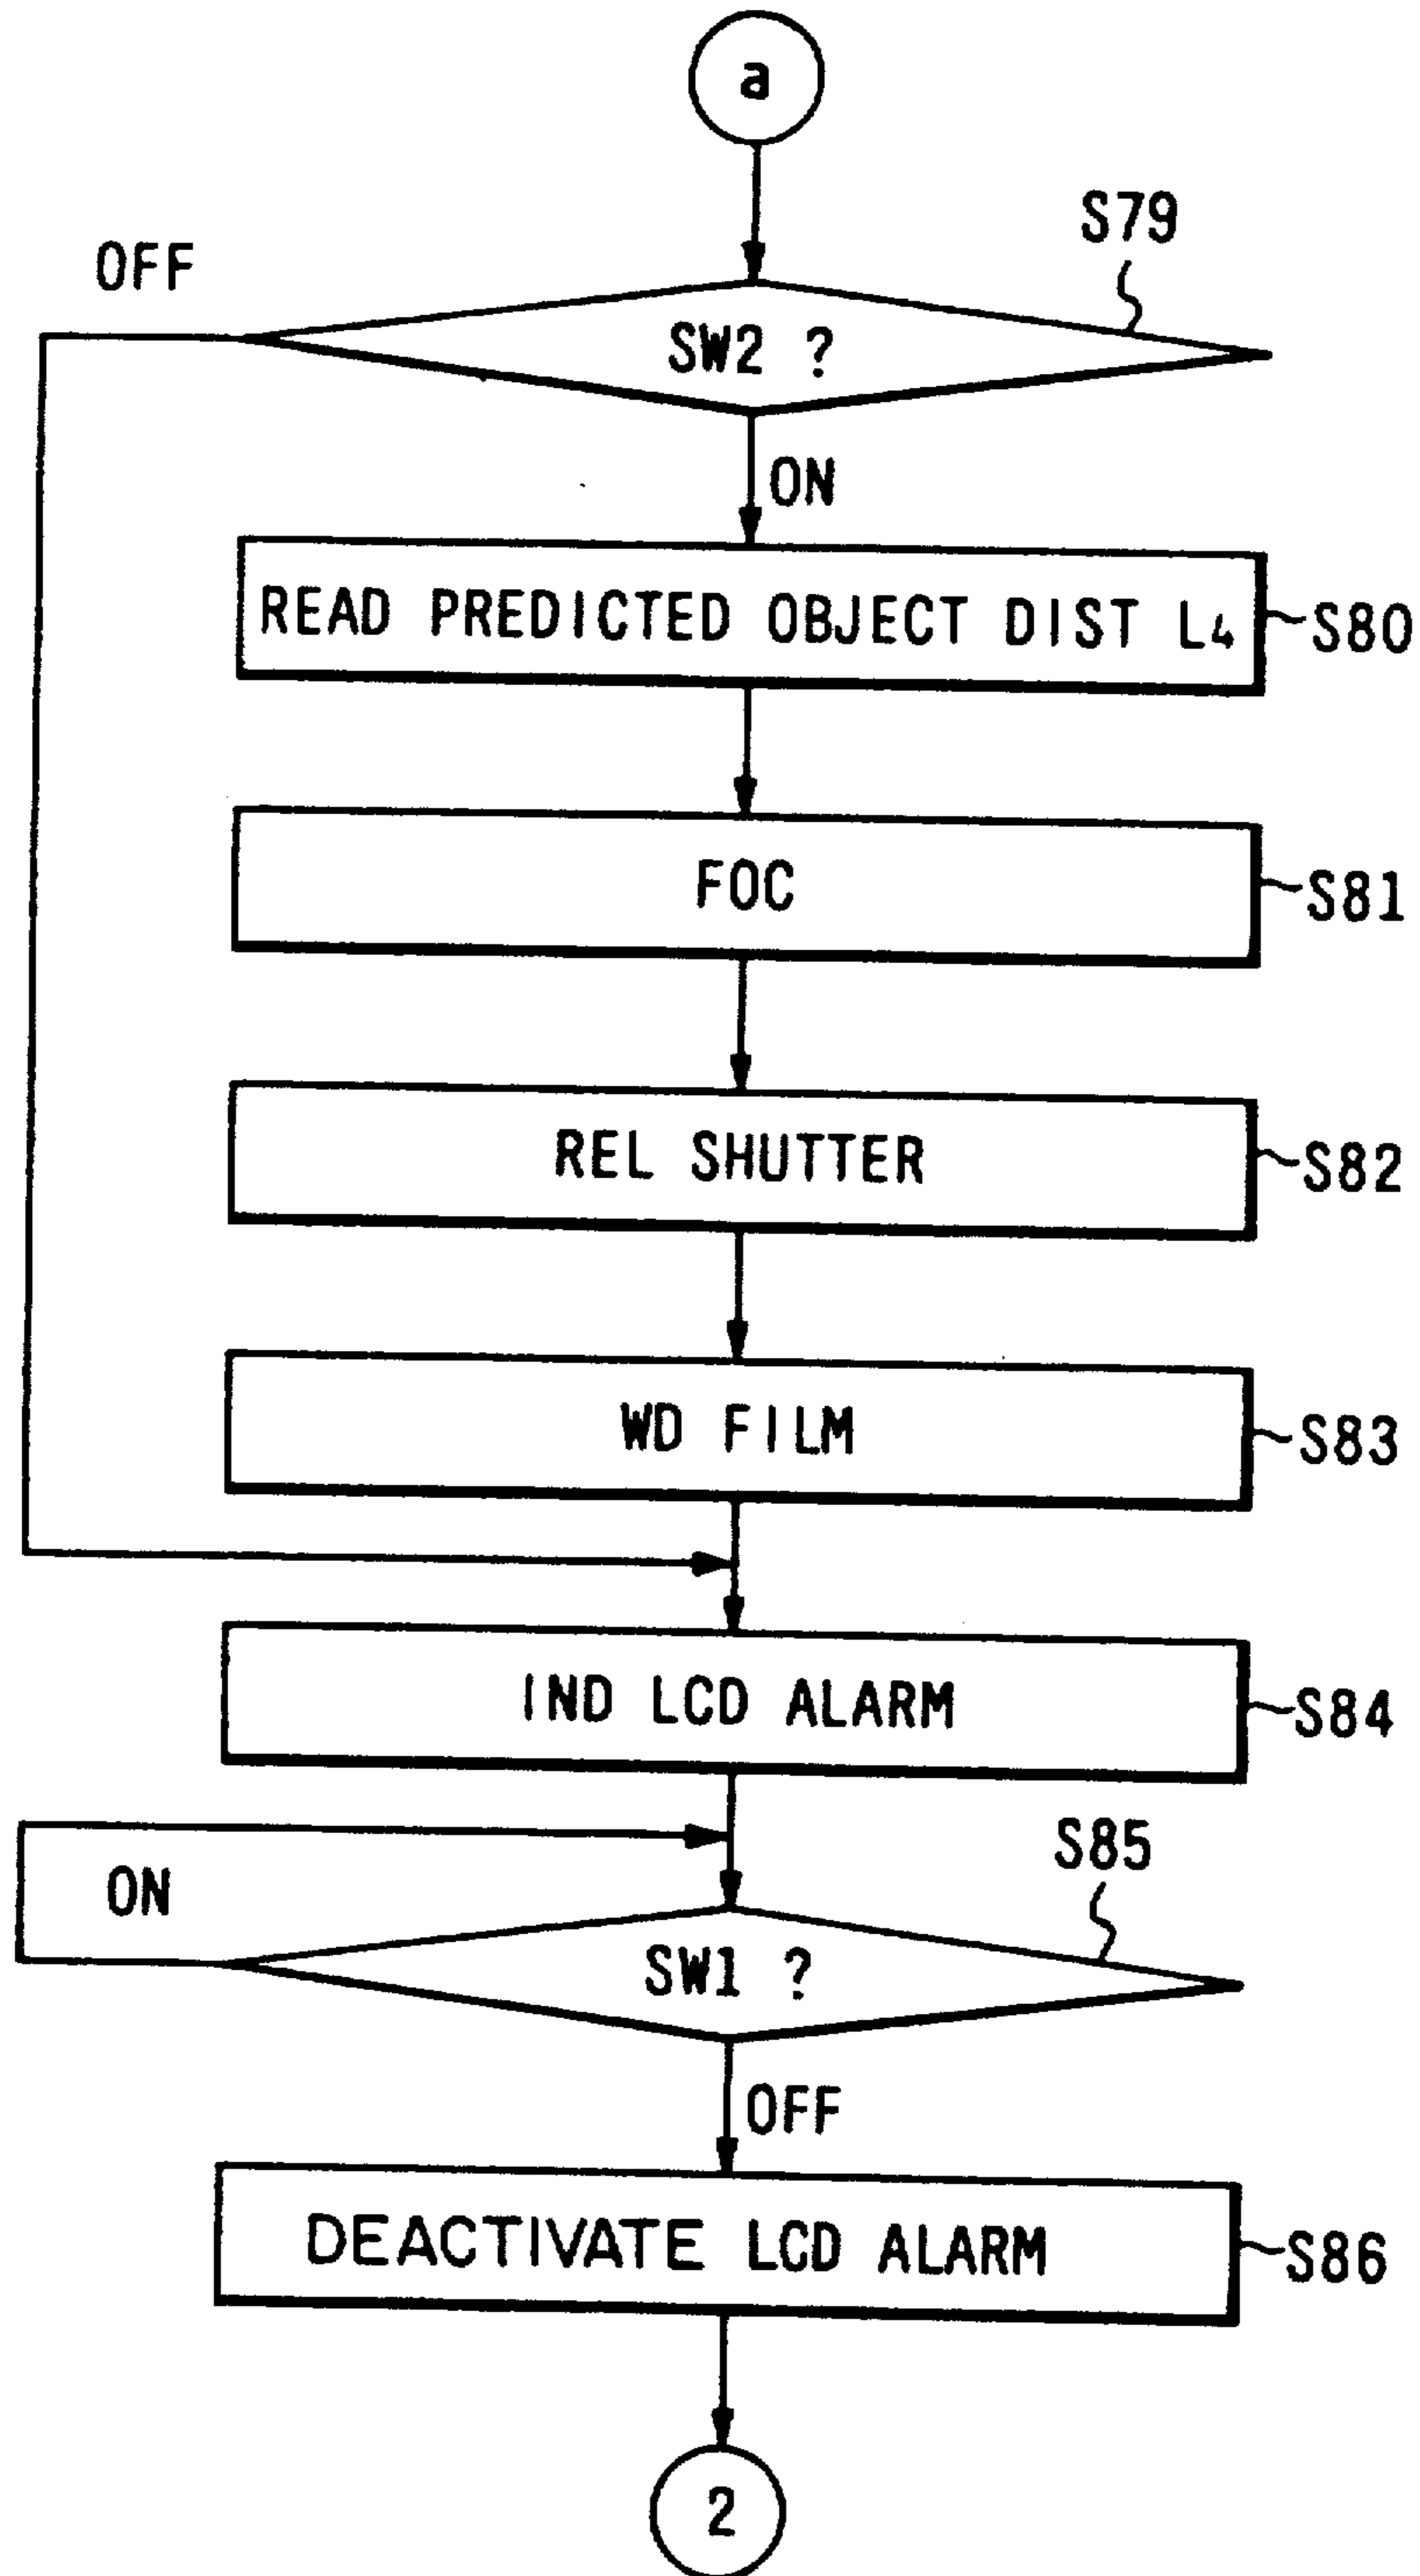 a
S79
OFF
SW2 ?
ON
READ PREDICTED OBJECT DIST L4
S80
FOC
S81
REL SHUTTER
S82
WD FILM
S83
IND LCD ALARM
S84
S85
ON
SW1 ?
OFF
DEACTIVATE LCD ALARM
S86
2